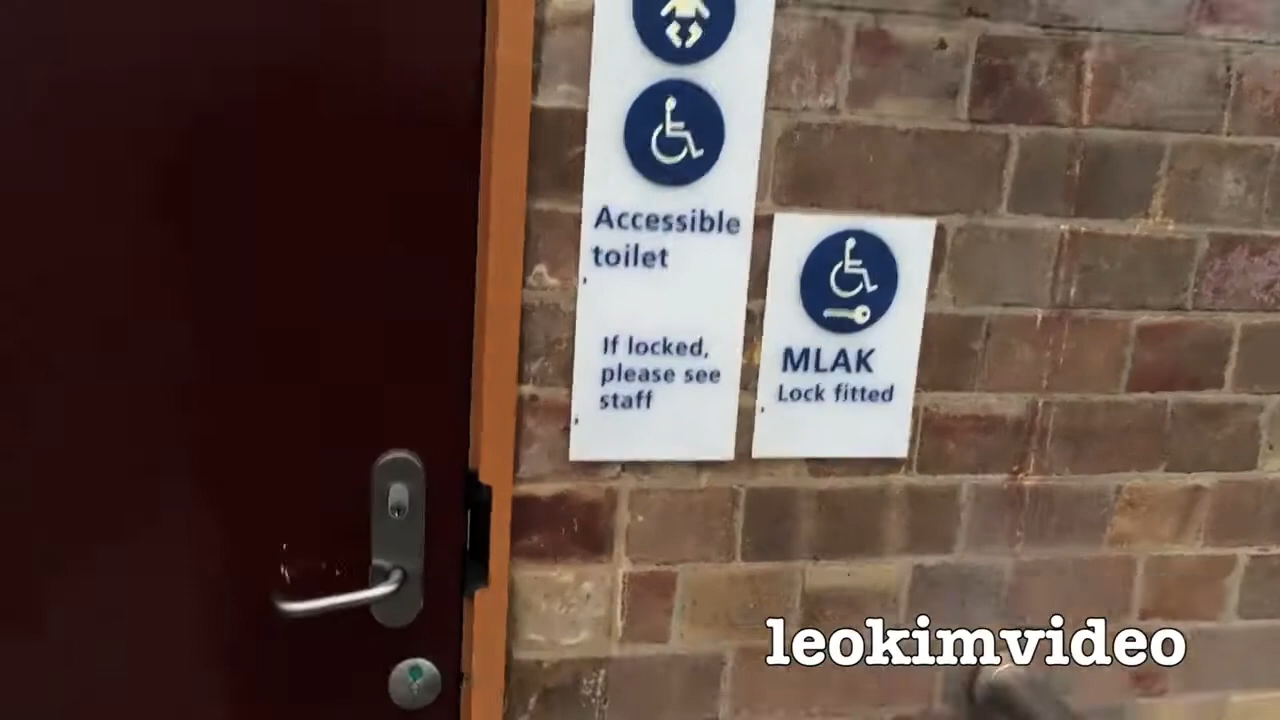 Accessible
toilet
If locked,
please see
staff
MLAK
Lock fitted
leokimvideo